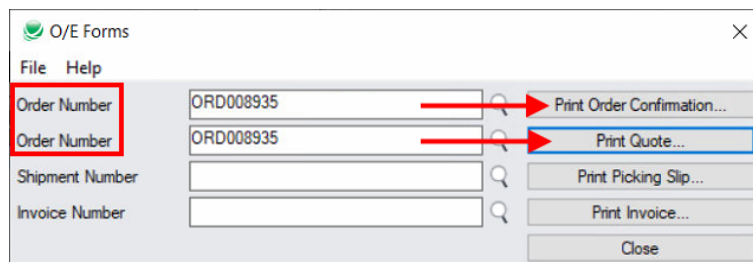 O/E Forms
File Help
Order Number ORD008935 Print Order Confirmation...
Order Number ORD008935 Print Quote...
Shipment Number Print Picking Slip...
Invoice Number Print Invoice...
Close